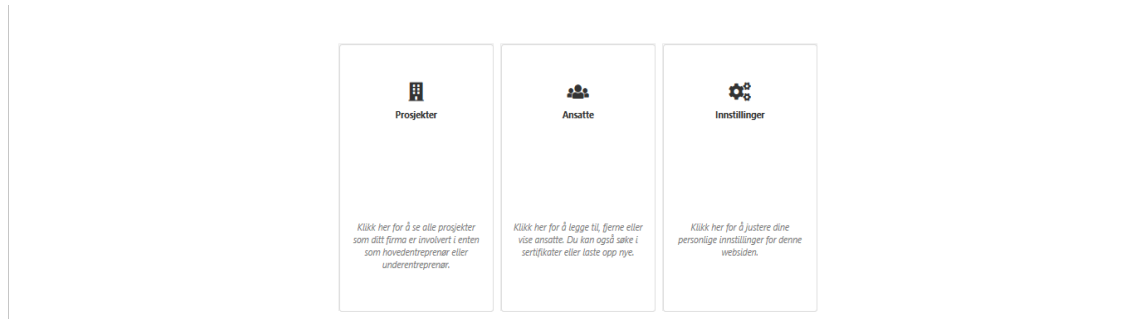 Prosjekter
Klikk her for å se alle prosjekter
som ditt firma er involvert i enten
som hovedentreprenør eller
underentreprenør.
Ansatte
Klikk her for å legge til, fjerne eller
vise ansatte. Du kan også søke i
sertifikater eller laste opp nye.
Innstillinger
Klikk her for å justere dine
personlige innstillinger for denne
websiden.